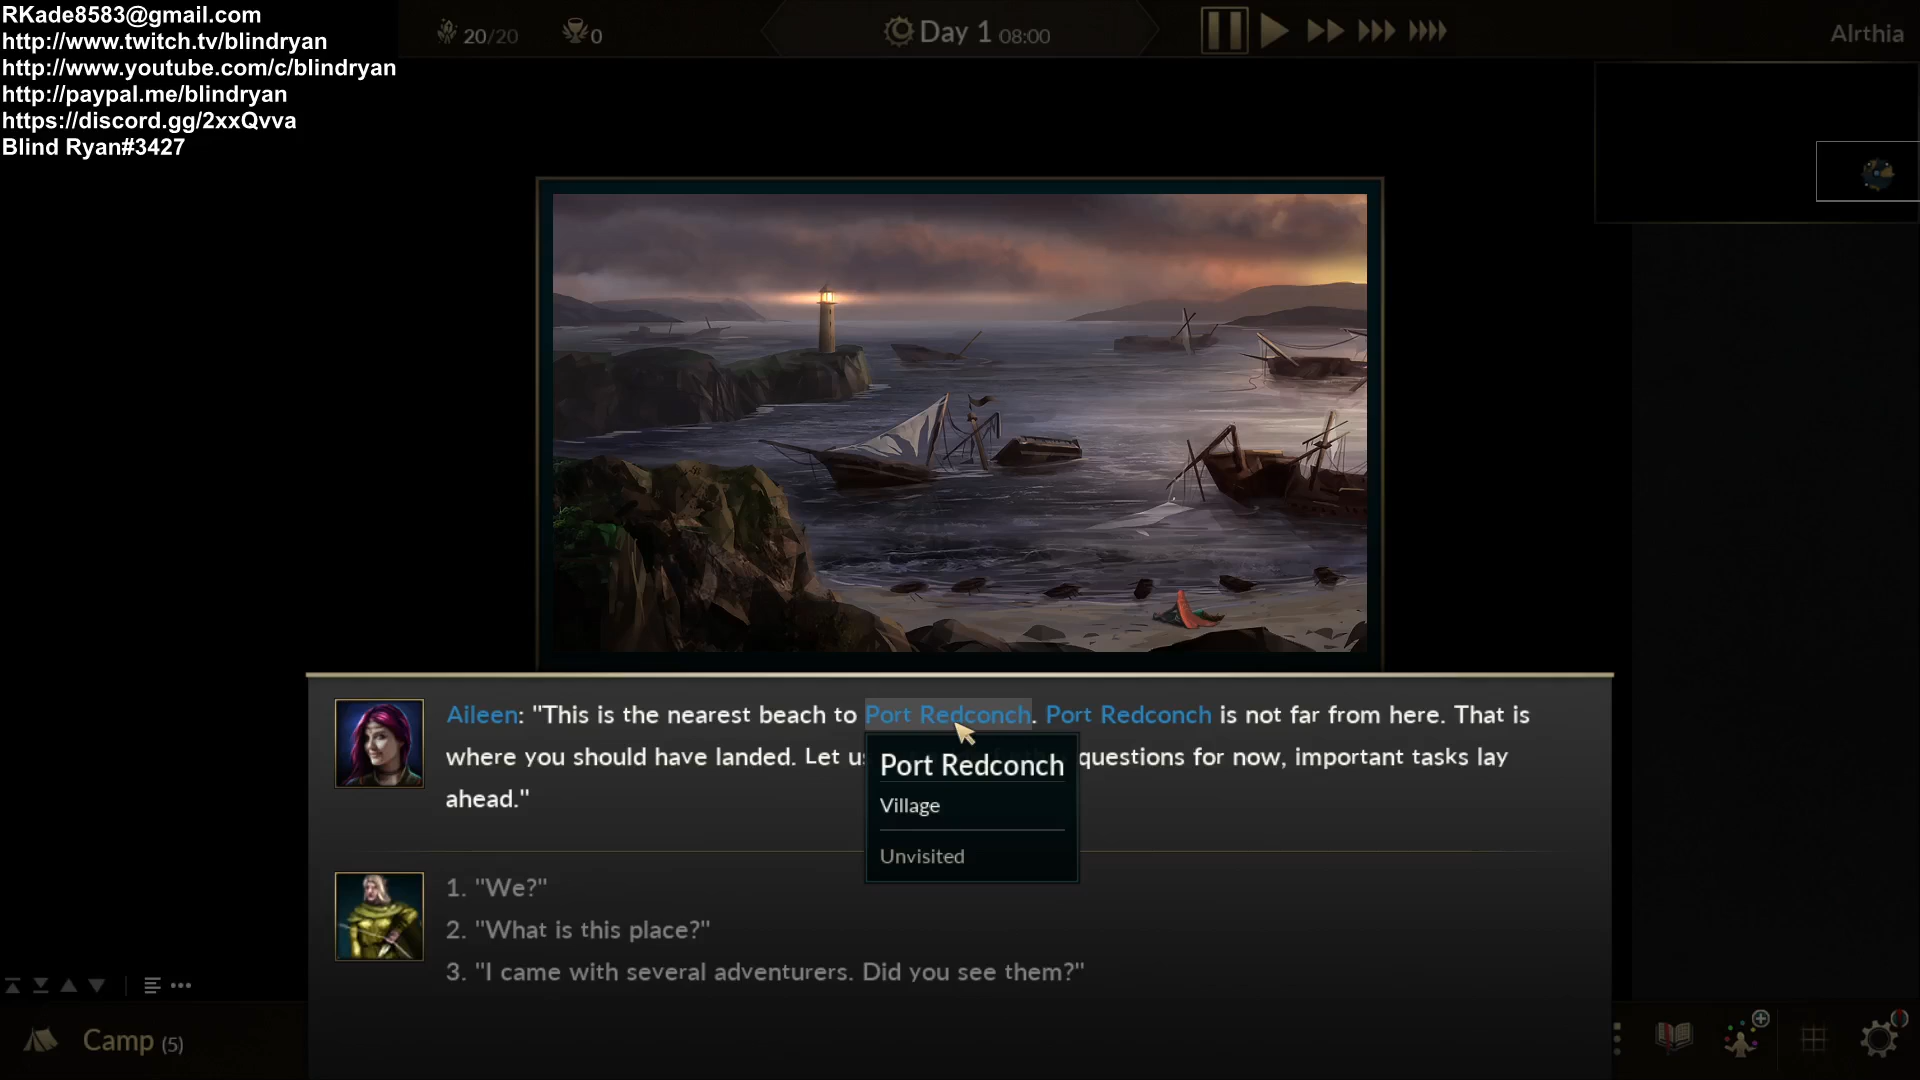 RKade8583@gmail.com
http://www.twitch.tv/blindryan
http://www.youtube.com/c/blindryan
http://paypal.me/blindryan
https://discord.gg/2xxQvva
Blind Ryan#3427
20/20
0
Day 1 08:00
Alrthia
Aileen: "This is the nearest beach to Port Redconch. Port Redconch is not far from here. That is
where you should have landed. Let questions for now, important tasks lay
ahead."
Port Redconch
Village
Unvisited
1. "We?"
2. "What is this place?"
3. "I came with several adventurers. Did you see them?"
Camp (5)